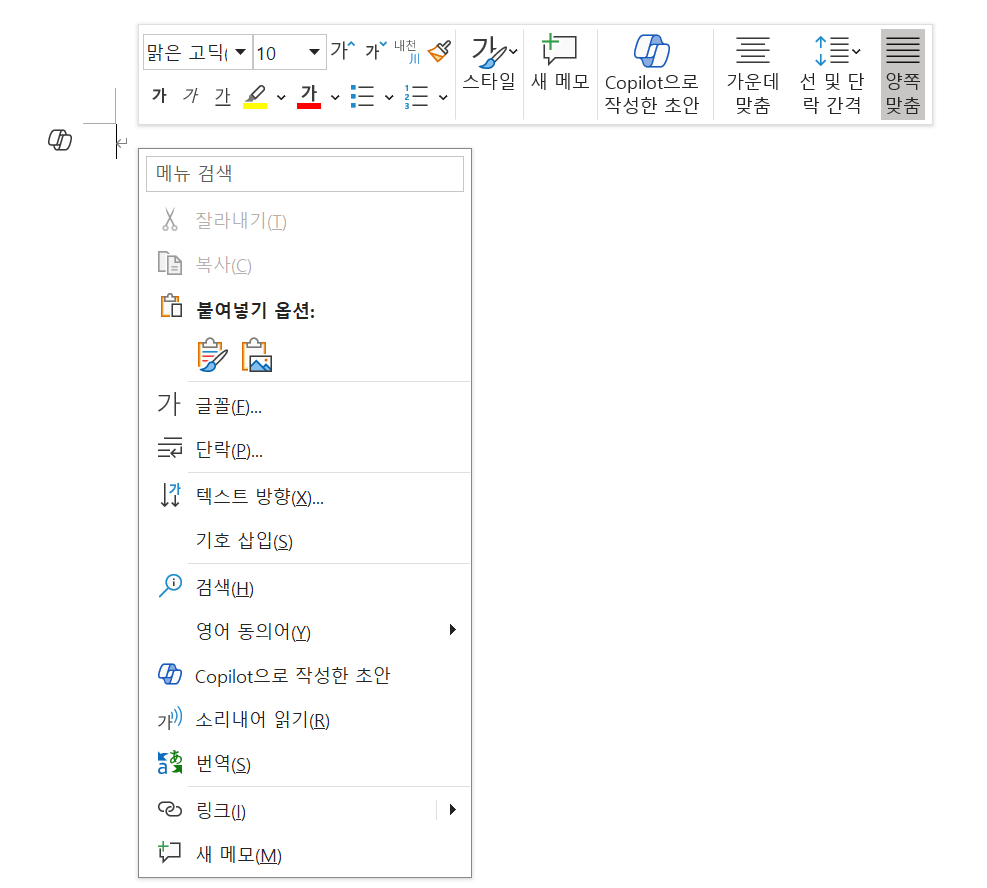 맑은 고딕( 10 가 가 내천 川
가 가 가 가
스타일
새 메모
Copilot으로
작성한 초안
가운데
맞춤
선 및 단
락 간격
양쪽
맞춤
메뉴 검색
잘라내기(T)
복사(C)
붙여넣기 옵션:
가 글꼴(F)...
단락(P)...
가 텍스트 방향(X)...
기호 삽입(S)
검색(H)
영어 동의어(Y)
Copilot으로 작성한 초안
가 소리내어 읽기(R)
aあ 번역(S)
링크(I)
새 메모(M)